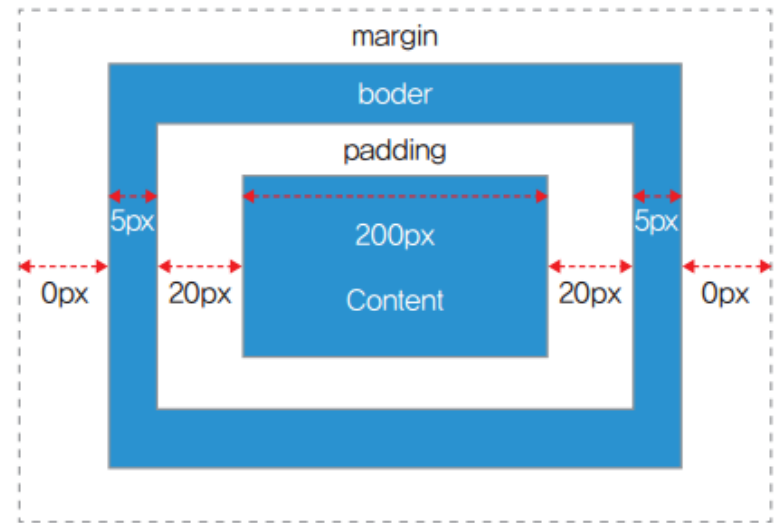 margin
boder
padding
5px
200px
5px
0px
20px
Content
20px
0px